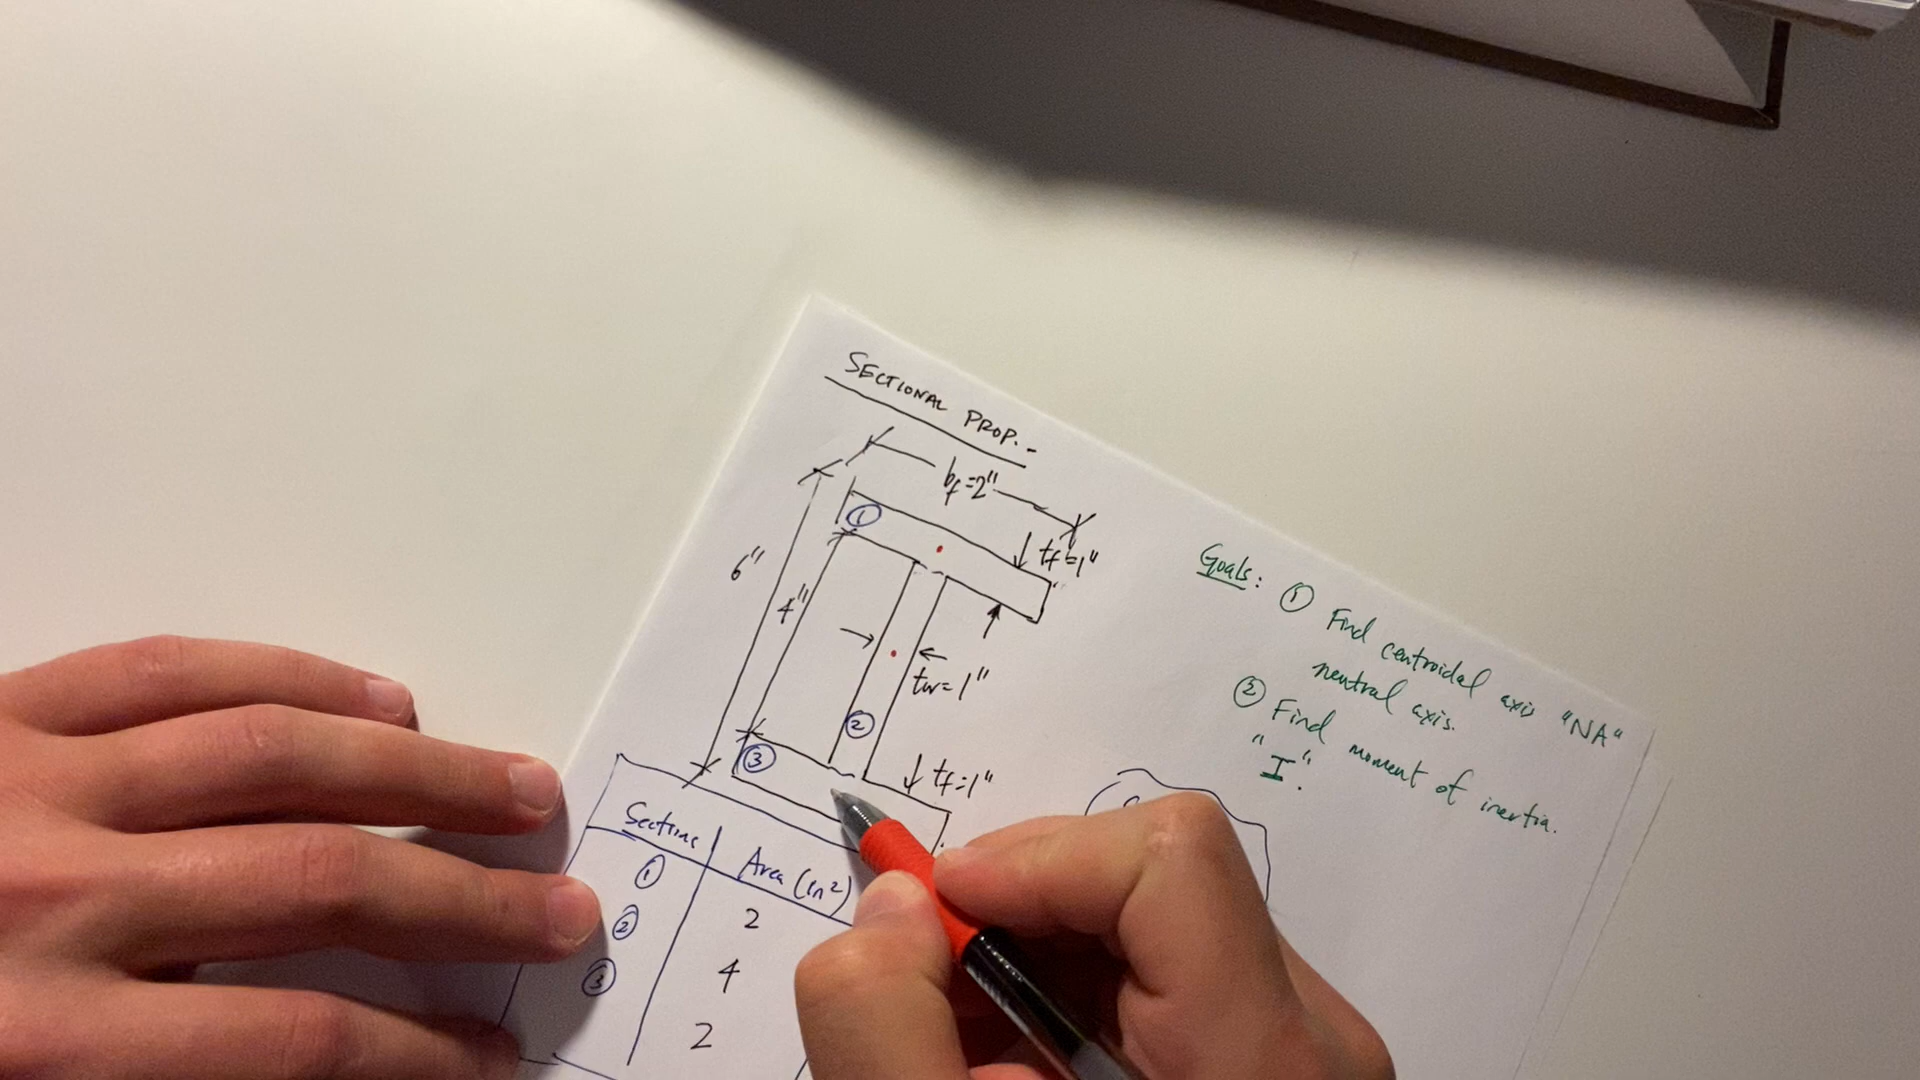 SECTIONAL PROP.-
bf=2"
①
tf=1"
6"
4"
tw=1"
②
③
tf=1"
Goals: ① Find centroidal axis "NA"
neutral axis.
② Find moment of inertia.
"I".
Sections Area (in²)
① 2
② 4
③ 2